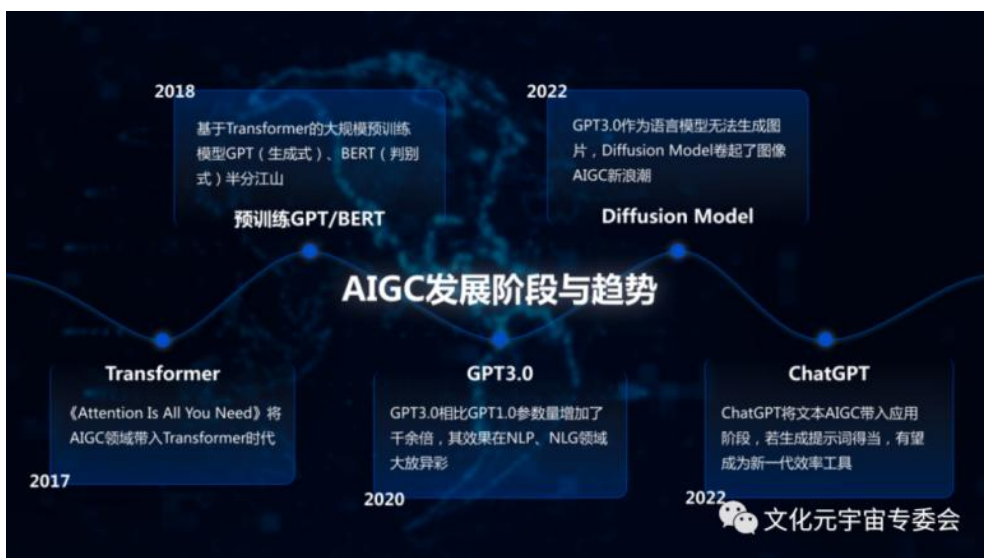 2018
基于Transformer的大规模预训练
模型GPT（生成式）、BERT（判别
式）半分江山
预训练GPT/BERT
2022
GPT3.0作为语言模型无法生成图
片，Diffusion Model卷起了图像
AIGC新浪潮
Diffusion Model
AIGC发展阶段与趋势
Transformer
《Attention Is All You Need》将
AIGC领域带入Transformer时代
2017
GPT3.0
GPT3.0相比GPT1.0参数量增加了
千余倍，其效果在NLP、NLG领域
大放异彩
2020
ChatGPT
ChatGPT将文本AIGC带入应用
阶段，若生成提示词得当，有望
成为新一代效率工具
2022
文化元宇宙专委会